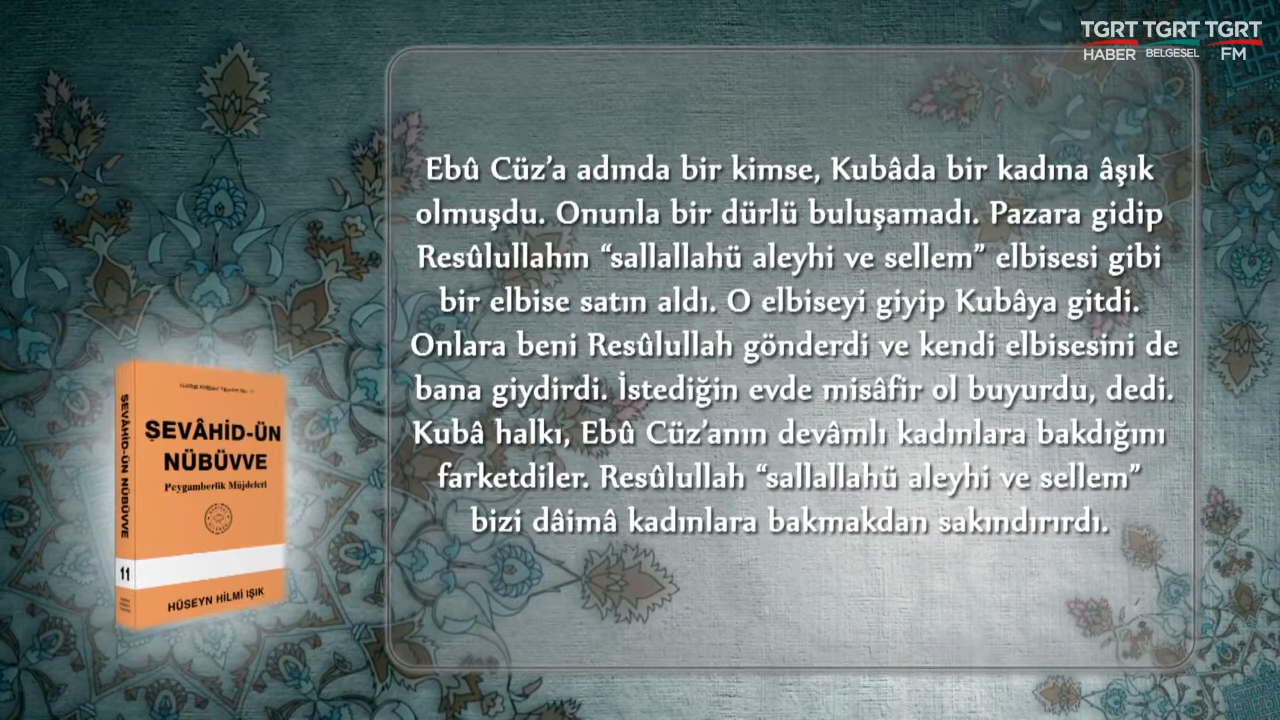 TGRT TGRT TGRT
HABER BELGESEL FM
Ebû Cüz’a adında bir kimse, Kubâda bir kadına âşık
olmuşdu. Onunla bir dürlü buluşamadı. Pazara gidip
Resûlullahın “sallallahü aleyhi ve sellem” elbisesi gibi
bir elbise satın aldı. O elbiseyi giyip Kubâya gitdi.
Onlara beni Resûlullah gönderdi ve kendi elbisesini de
bana giydirdi. İstediğin evde misâfir ol buyurdu, dedi.
Kubâ halkı, Ebû Cüz’anın devâmlı kadınlara bakdığını
farketdiler. Resûlullah “sallallahü aleyhi ve sellem”
bizi dâimâ kadınlara bakmakdan sakındırırdı.
ŞEVÂHİD-ÜN NÜBÜVVE
11
ŞEVÂHİD-ÜN
NÜBÜVVE
Peygamberlik Müjdeleri
HÜSEYN HİLMİ IŞIK